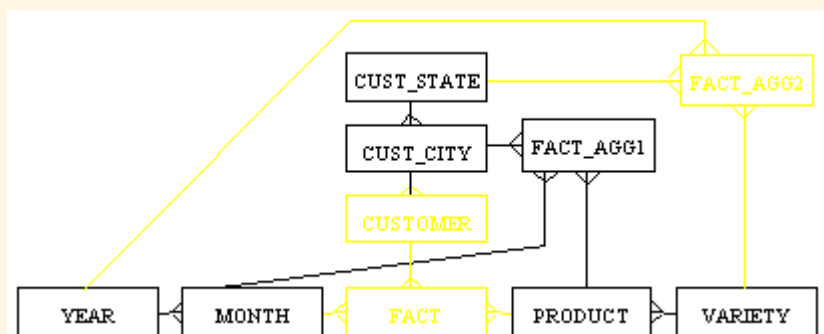 CUST_STATE
FACT_AGG2
CUST_CITY
FACT_AGG1
CUSTOMER
YEAR
MONTH
FACT
PRODUCT
VARIETY